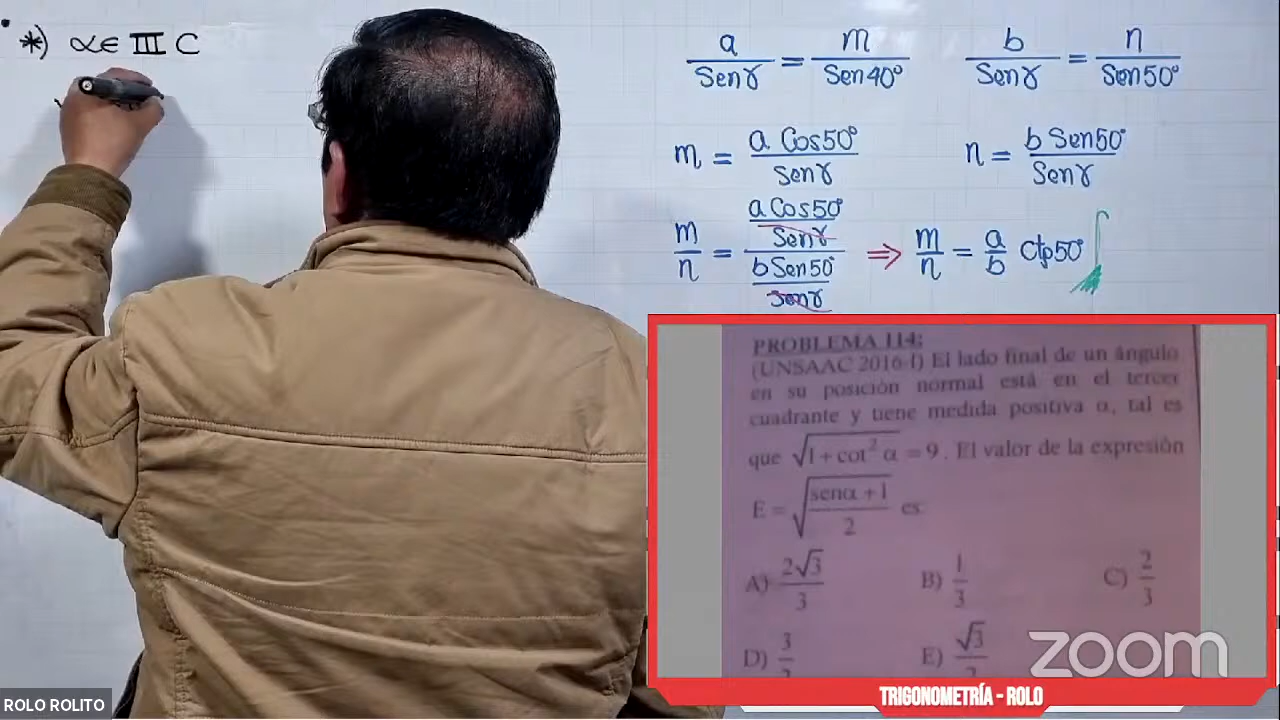 *) α∈ III C
a/Senγ = m/Sen40°
b/Senγ = n/Sen50°
m = a Cos50°/Senγ
n = b Sen50°/Senγ
m/n = (a Cos50°/Senγ)/(b Sen50°/Senγ) ⇒ m/n = a/b Ctg50°
PROBLEMA 114:
(UNSAAC 2016-I) El lado final de un ángulo
en su posición normal está en el tercer
cuadrante y tiene medida positiva α, tal es
que √(1 + cot² α) = 9. El valor de la expresión
E = √((senα + 1)/2) es
A) 2√3/3 B) 1/3 C) 2/3
D) 3/ E) √3/
zoom
ROLO ROLITO
TRIGONOMETRÍA - ROLO